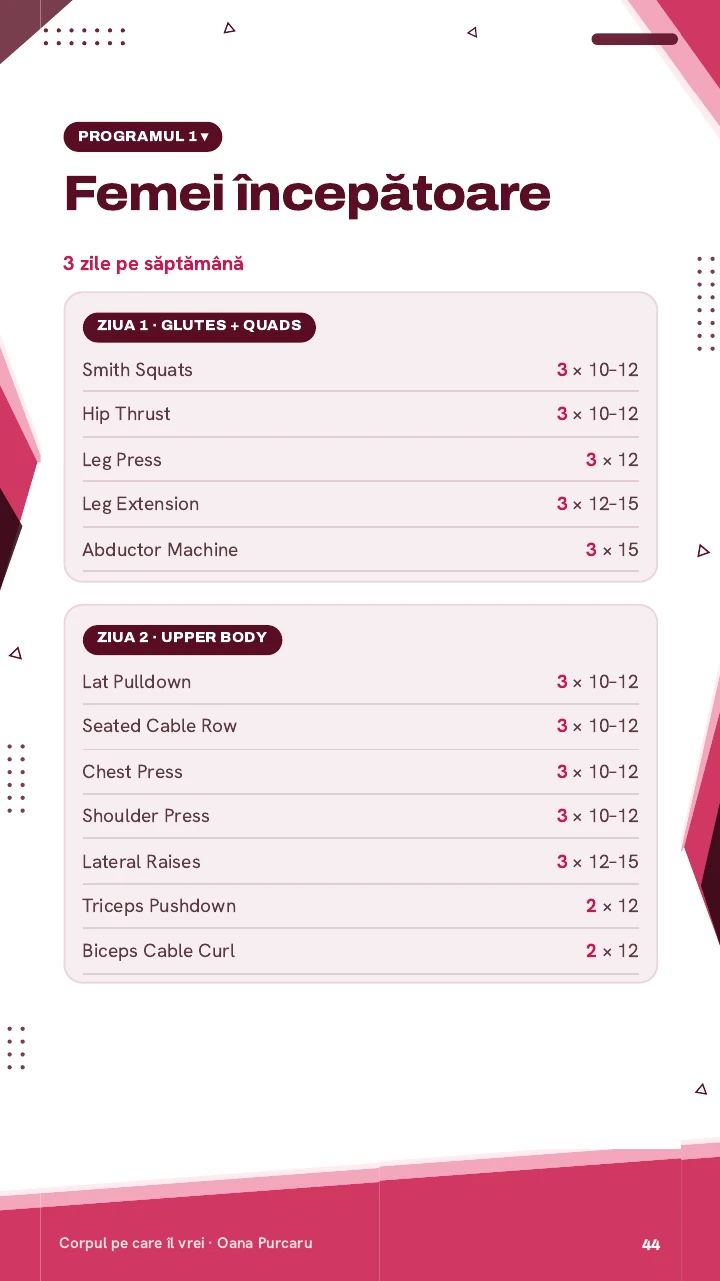 PROGRAMUL 1 ▾
Femei începătoare
3 zile pe săptămână
ZIUA 1 · GLUTES + QUADS
Smith Squats 3 × 10–12
Hip Thrust 3 × 10–12
Leg Press 3 × 12
Leg Extension 3 × 12–15
Abductor Machine 3 × 15
ZIUA 2 · UPPER BODY
Lat Pulldown 3 × 10–12
Seated Cable Row 3 × 10–12
Chest Press 3 × 10–12
Shoulder Press 3 × 10–12
Lateral Raises 3 × 12–15
Triceps Pushdown 2 × 12
Biceps Cable Curl 2 × 12
Corpul pe care îl vrei · Oana Purcaru 44